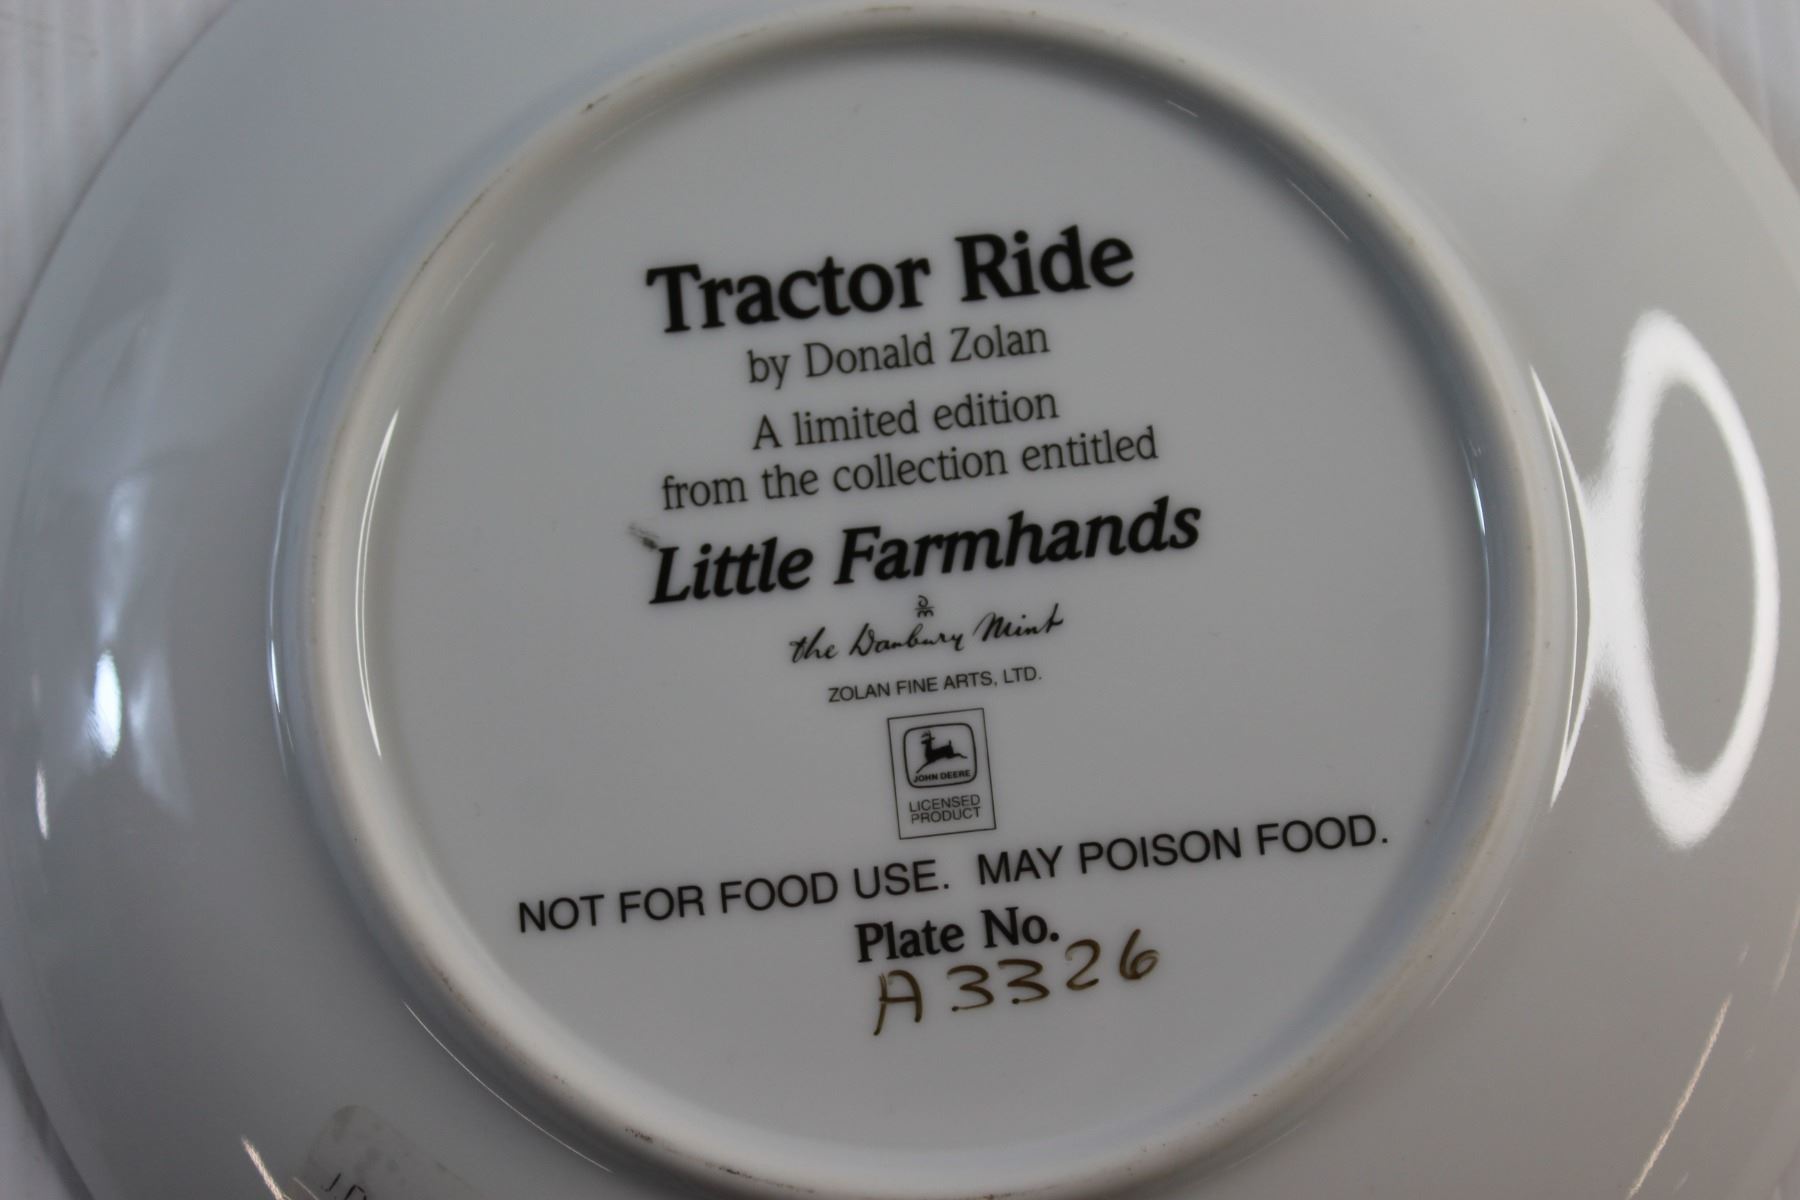 Tractor Ride
by Donald Zolan
A limited edition
from the collection entitled
Little Farmhands
the Danbury Mint
ZOLAN FINE ARTS, LTD.
JOHN DEERE
LICENSED
PRODUCT
NOT FOR FOOD USE. MAY POISON FOOD.
Plate No.
A3326